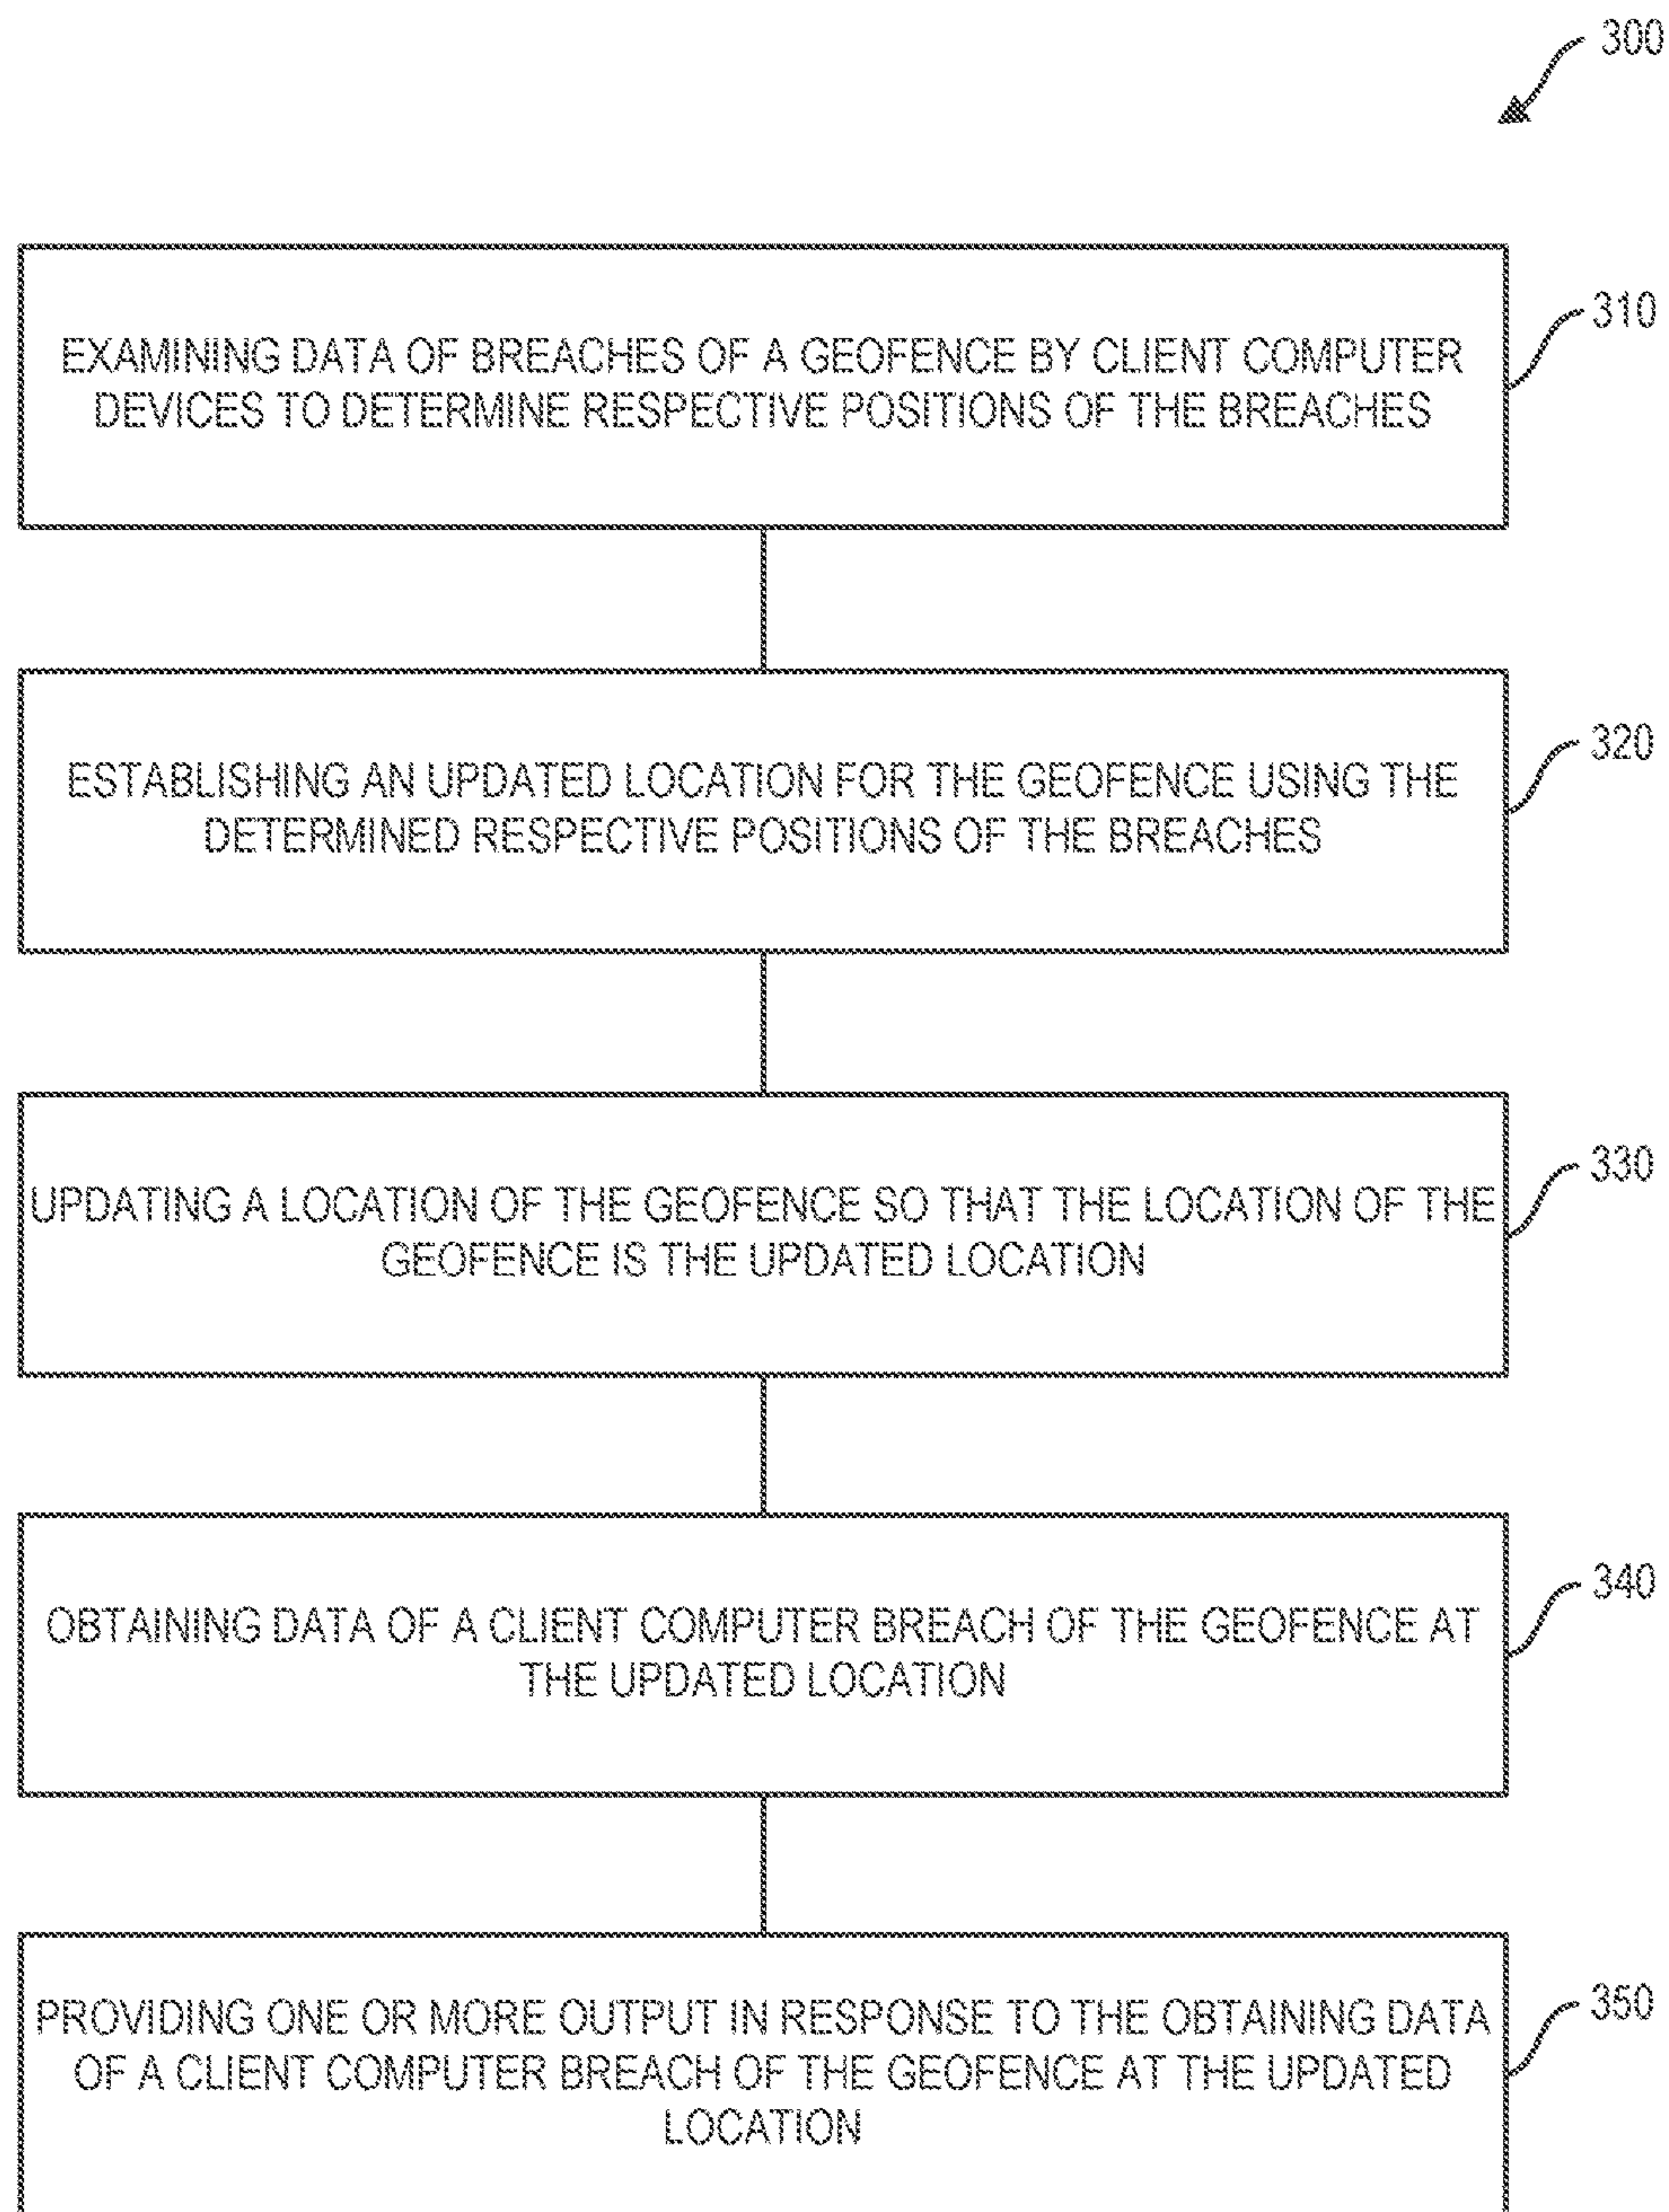 300
EXAMINING DATA OF BREACHES OF A GEOFENCE BY CLIENT COMPUTER
DEVICES TO DETERMINE RESPECTIVE POSITIONS OF THE BREACHES
310
ESTABLISHING AN UPDATED LOCATION FOR THE GEOFENCE USING THE
DETERMINED RESPECTIVE POSITIONS OF THE BREACHES
320
UPDATING A LOCATION OF THE GEOFENCE SO THAT THE LOCATION OF THE
GEOFENCE IS THE UPDATED LOCATION
330
OBTAINING DATA OF A CLIENT COMPUTER BREACH OF THE GEOFENCE AT
THE UPDATED LOCATION
340
PROVIDING ONE OR MORE OUTPUT IN RESPONSE TO THE OBTAINING DATA
OF A CLIENT COMPUTER BREACH OF THE GEOFENCE AT THE UPDATED
LOCATION
350